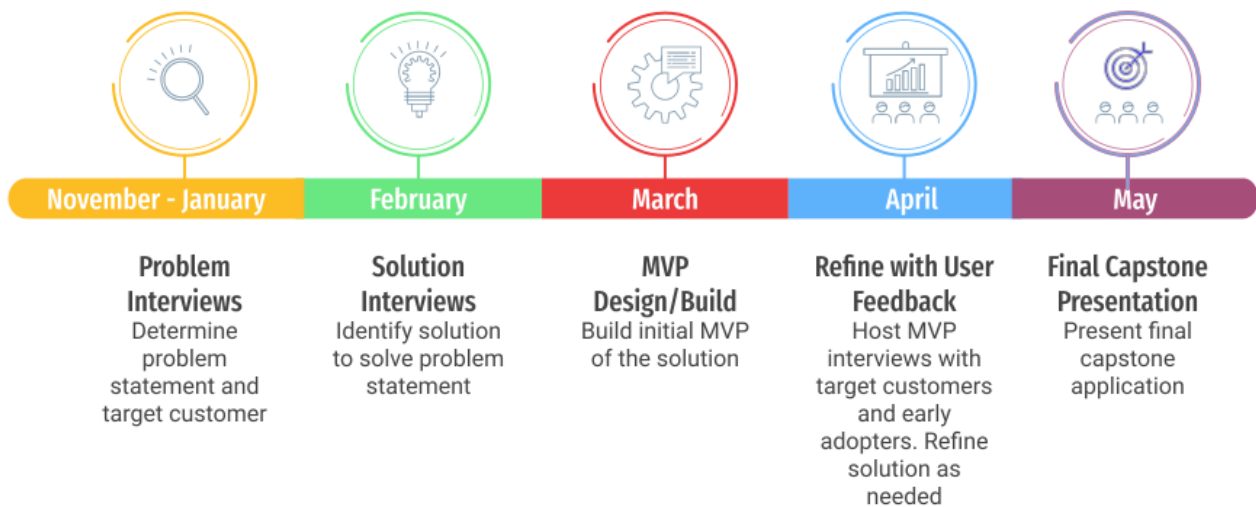 November - January
February
March
April
May
Problem
Interviews
Determine
problem
statement and
target customer
Solution
Interviews
Identify solution
to solve problem
statement
MVP
Design/Build
Build initial MVP
of the solution
Refine with User
Feedback
Host MVP
interviews with
target customers
and early
adopters. Refine
solution as
needed
Final Capstone
Presentation
Present final
capstone
application